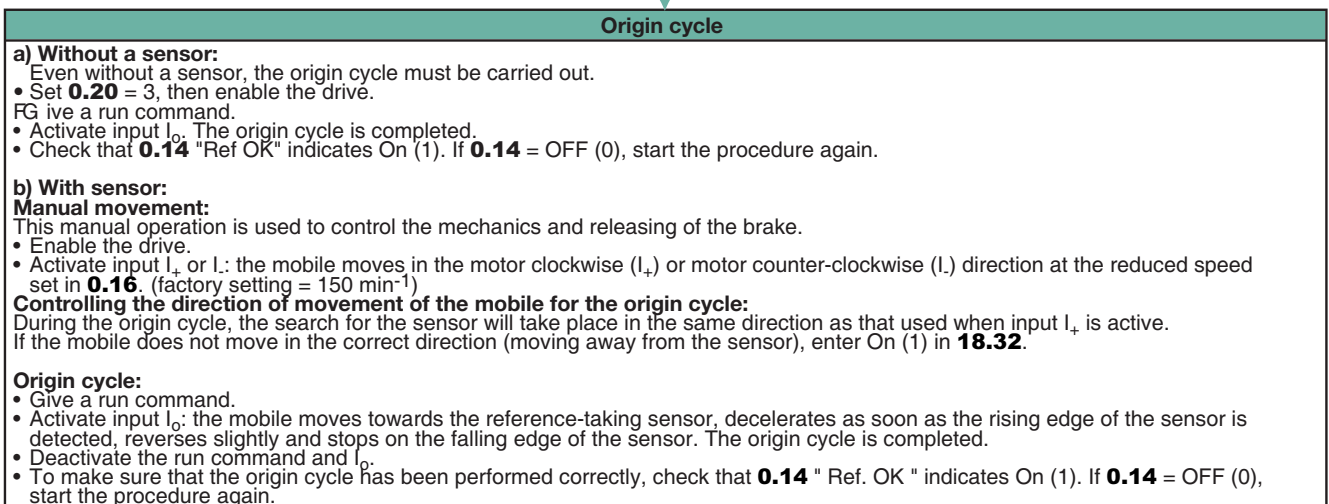 Origin cycle
a) Without a sensor:
Even without a sensor, the origin cycle must be carried out.
• Set 0.20 = 3, then enable the drive.
FG ive a run command.
• Activate input I₀. The origin cycle is completed.
• Check that 0.14 "Ref OK" indicates On (1). If 0.14 = OFF (0), start the procedure again.
b) With sensor:
Manual movement:
This manual operation is used to control the mechanics and releasing of the brake.
• Enable the drive.
• Activate input I₊ or I₋: the mobile moves in the motor clockwise (I₊) or motor counter-clockwise (I₋) direction at the reduced speed
set in 0.16. (factory setting = 150 min⁻¹)
Controlling the direction of movement of the mobile for the origin cycle:
During the origin cycle, the search for the sensor will take place in the same direction as that used when input I₊ is active.
If the mobile does not move in the correct direction (moving away from the sensor), enter On (1) in 18.32.
Origin cycle:
• Give a run command.
• Activate input I₀: the mobile moves towards the reference-taking sensor, decelerates as soon as the rising edge of the sensor is
detected, reverses slightly and stops on the falling edge of the sensor. The origin cycle is completed.
• Deactivate the run command and I₀.
• To make sure that the origin cycle has been performed correctly, check that 0.14 " Ref. OK " indicates On (1). If 0.14 = OFF (0),
start the procedure again.